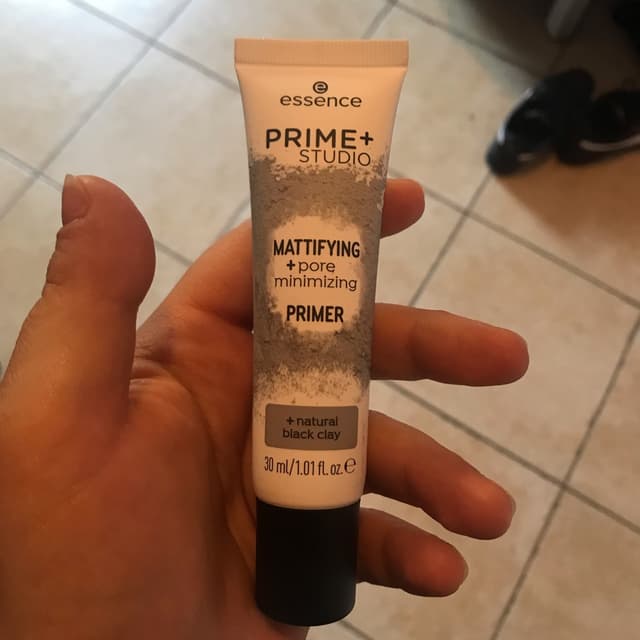 essence
PRIME+
STUDIO
MATTIFYING
+pore
minimizing
PRIMER
+natural
black clay
30 ml/1.01 fl. oz. ℮